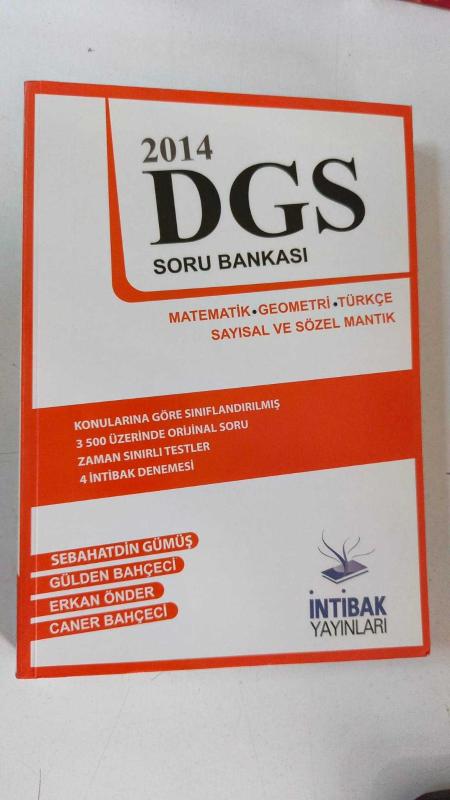 2014
DGS
SORU BANKASI
MATEMATİK•GEOMETRİ•TÜRKÇE
SAYISAL VE SÖZEL MANTIK
KONULARINA GÖRE SINIFLANDIRILMIŞ
3 500 ÜZERİNDE ORİJİNAL SORU
ZAMAN SINIRLI TESTLER
4 İNTİBAK DENEMESİ
SEBAHATDİN GÜMÜŞ
GÜLDEN BAHÇECİ
ERKAN ÖNDER
CANER BAHÇECİ
İNTİBAK
YAYINLARI